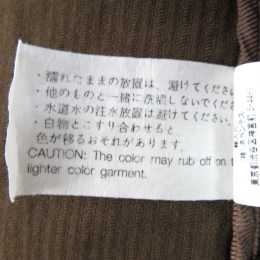 ・濡れたままの放置は、避けてください
・他のものと一緒に洗濯しないでくださ
・水道水の注水放置は避けてください。
・白物とこすり合わせると、
色が移るおそれがあります。
CAUTION: The color may rub off on
lighter color garment.